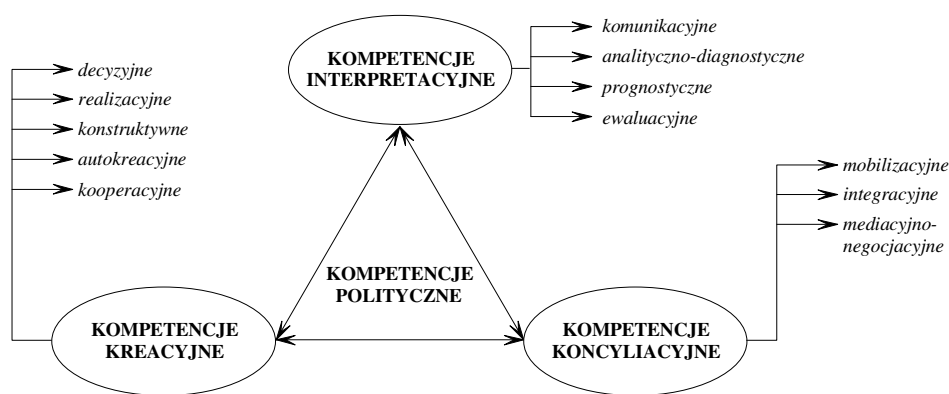 KOMPETENCJE
INTERPRETACYJNE
komunikacyjne
analityczno-diagnostyczne
prognostyczne
ewaluacyjne
decyzyjne
realizacyjne
konstruktywne
autokreacyjne
kooperacyjne
mobilizacyjne
integracyjne
mediacyjno-
negocjacyjne
KOMPETENCJE
POLITYCZNE
KOMPETENCJE
KREACYJNE
KOMPETENCJE
KONCYLIACYJNE